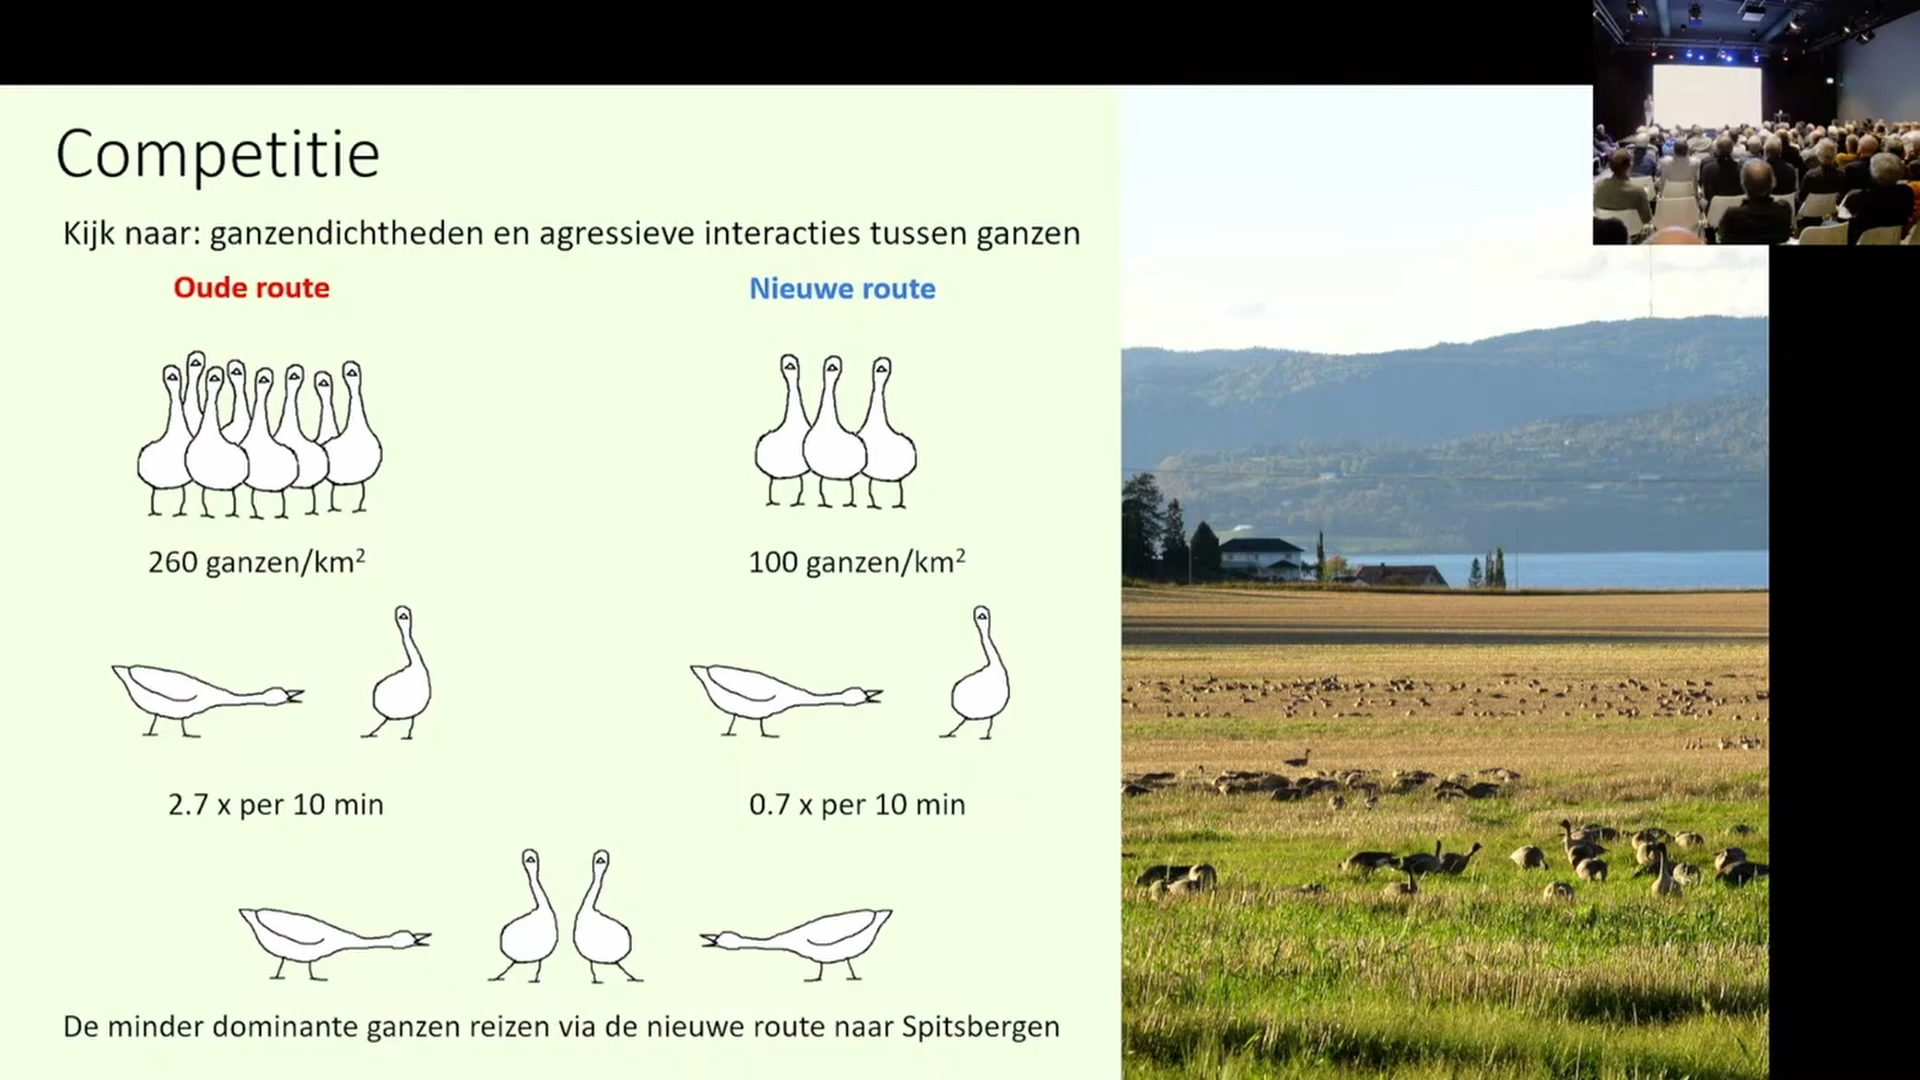 Competitie
Kijk naar: ganzendichtheden en agressieve interacties tussen ganzen
Oude route
Nieuwe route
260 ganzen/km²
100 ganzen/km²
2.7 x per 10 min
0.7 x per 10 min
De minder dominante ganzen reizen via de nieuwe route naar Spitsbergen